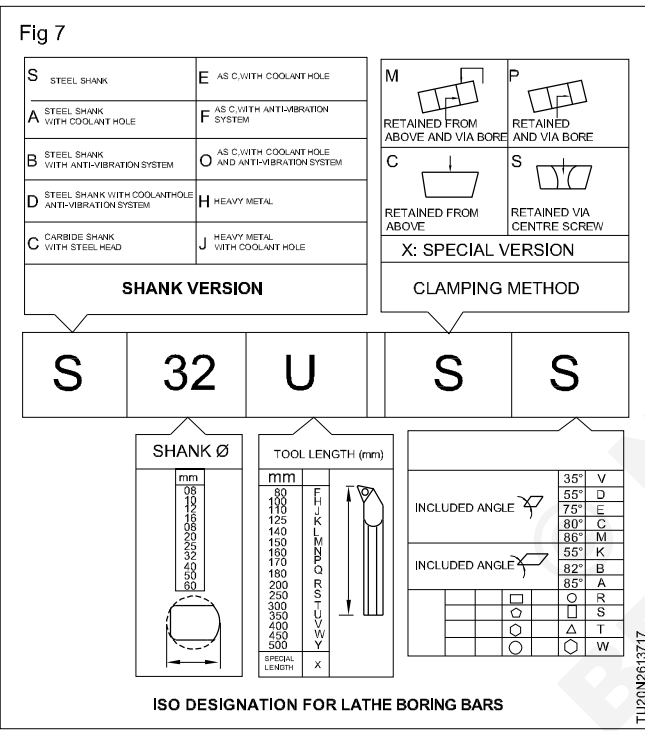 Fig 7
S STEEL SHANK
E AS C,WITH COOLANT HOLE
A STEEL SHANK
WITH COOLANT HOLE
F AS C,WITH ANTI-VIBRATION
SYSTEM
B STEEL SHANK
WITH ANTI-VIBRATION SYSTEM
O AS C,WITH COOLANT HOLE
AND ANTI-VIBRATION SYSTEM
D STEEL SHANK WITH COOLANTHOLE
ANTI-VIBRATION SYSTEM
H HEAVY METAL
C CARBIDE SHANK
WITH STEEL HEAD
J HEAVY METAL
WITH COOLANT HOLE
SHANK VERSION
M
RETAINED FROM
ABOVE AND VIA BORE
P
RETAINED
AND VIA BORE
C
RETAINED FROM
ABOVE
S
RETAINED VIA
CENTRE SCREW
X: SPECIAL VERSION
CLAMPING METHOD
S 32 U S S
SHANK Ø
mm
08
10
12
16
08
20
25
32
40
50
60
TOOL LENGTH (mm)
mm
80 F
100 H
110 J
125 K
140 L
150 M
160 N
170 P
180 Q
200 R
250 S
300 T
350 U
400 V
450 W
500 Y
SPECIAL
LENGTH X
INCLUDED ANGLE
35° V
55° D
75° E
80° C
86° M
INCLUDED ANGLE
55° K
82° B
85° A
R
S
T
W
ISO DESIGNATION FOR LATHE BORING BARS
TU20N2613717